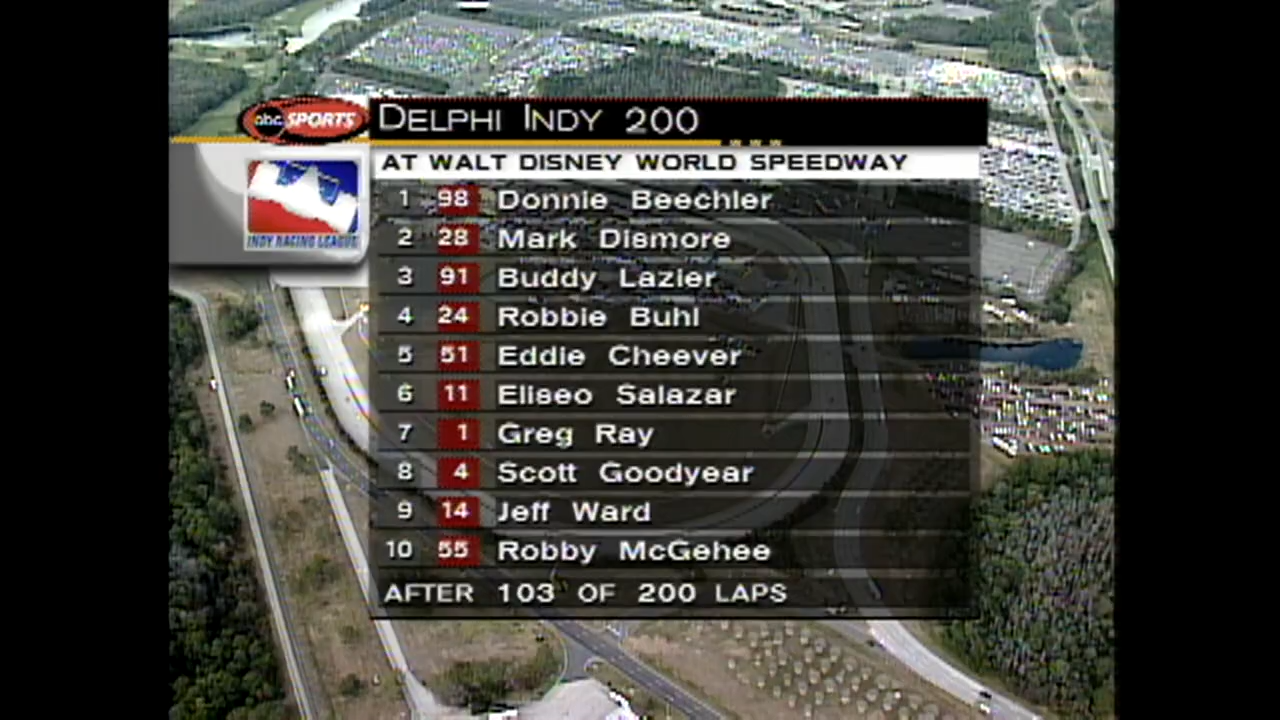 abc SPORTS
DELPHI INDY 200
AT WALT DISNEY WORLD SPEEDWAY
INDY RACING LEAGUE
1 98 Donnie Beechler
2 28 Mark Dismore
3 91 Buddy Lazier
4 24 Robbie Buhl
5 51 Eddie Cheever
6 11 Eliseo Salazar
7 1 Greg Ray
8 4 Scott Goodyear
9 14 Jeff Ward
10 55 Robby McGehee
AFTER 103 OF 200 LAPS